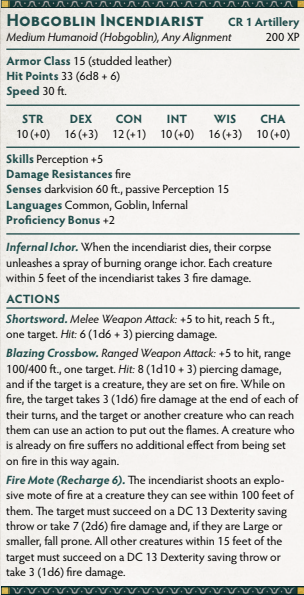 HOBGOBLIN INCENDIARIST CR 1 ARTILLERY
Medium Humanoid (Hobgoblin), Any Alignment 200 XP
Armor Class 15 (studded leather)
Hit Points 33 (6d8 + 6)
Speed 30 ft.
STR DEX CON INT WIS CHA
10 (+0) 16 (+3) 12 (+1) 10 (+0) 16 (+3) 10 (+0)
Skills Perception +5
Damage Resistances fire
Senses darkvision 60 ft., passive Perception 15
Languages Common, Goblin, Infernal
Proficiency Bonus +2
Infernal Ichor. When the incendiarist dies, their corpse
unleashes a spray of burning orange ichor. Each creature
within 5 feet of the incendiarist takes 3 fire damage.
ACTIONS
Shortsword. Melee Weapon Attack: +5 to hit, reach 5 ft.,
one target. Hit: 6 (1d6 + 3) piercing damage.
Blazing Crossbow. Ranged Weapon Attack: +5 to hit, range
100/400 ft., one target. Hit: 8 (1d10 + 3) piercing damage,
and if the target is a creature, they are set on fire. While on
fire, the target takes 3 (1d6) fire damage at the end of each of
their turns, and the target or another creature who can reach
them can use an action to put out the flames. A creature who
is already on fire suffers no additional effect from being set
on fire in this way again.
Fire Mote (Recharge 6). The incendiarist shoots an explo-
sive mote of fire at a creature they can see within 100 feet of
them. The target must succeed on a DC 13 Dexterity saving
throw or take 7 (2d6) fire damage and, if they are Large or
smaller, fall prone. All other creatures within 15 feet of the
target must succeed on a DC 13 Dexterity saving throw or
take 3 (1d6) fire damage.